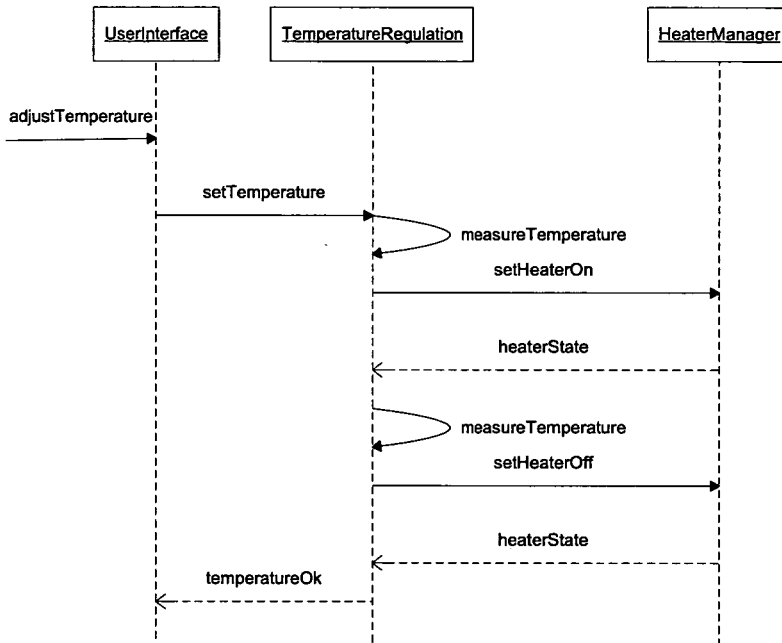 UserInterface
TemperatureRegulation
HeaterManager
adjustTemperature
setTemperature
measureTemperature
setHeaterOn
heaterState
measureTemperature
setHeaterOff
heaterState
temperatureOk